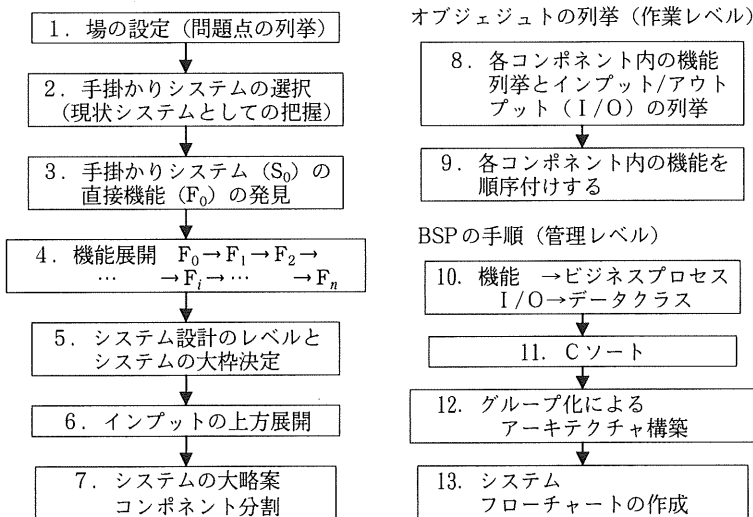 1. 場の設定（問題点の列挙）
2. 手掛かりシステムの選択
（現状システムとしての把握）
3. 手掛かりシステム（S₀）の
直接機能（F₀）の発見
4. 機能展開 F₀→F₁→F₂→
… →Fᵢ→… →Fₙ
5. システム設計のレベルと
システムの大枠決定
6. インプットの上方展開
7. システムの大略案
コンポネント分割
オブジェジュトの列挙（作業レベル）
8. 各コンポネント内の機能
列挙とインプット/アウト
プット（I/O）の列挙
9. 各コンポネント内の機能を
順序付けする
BSPの手順（管理レベル）
10. 機能 →ビジネスプロセス
I/O→データクラス
11. Cソート
12. グループ化による
アーキテクチャ構築
13. システム
フローチャートの作成